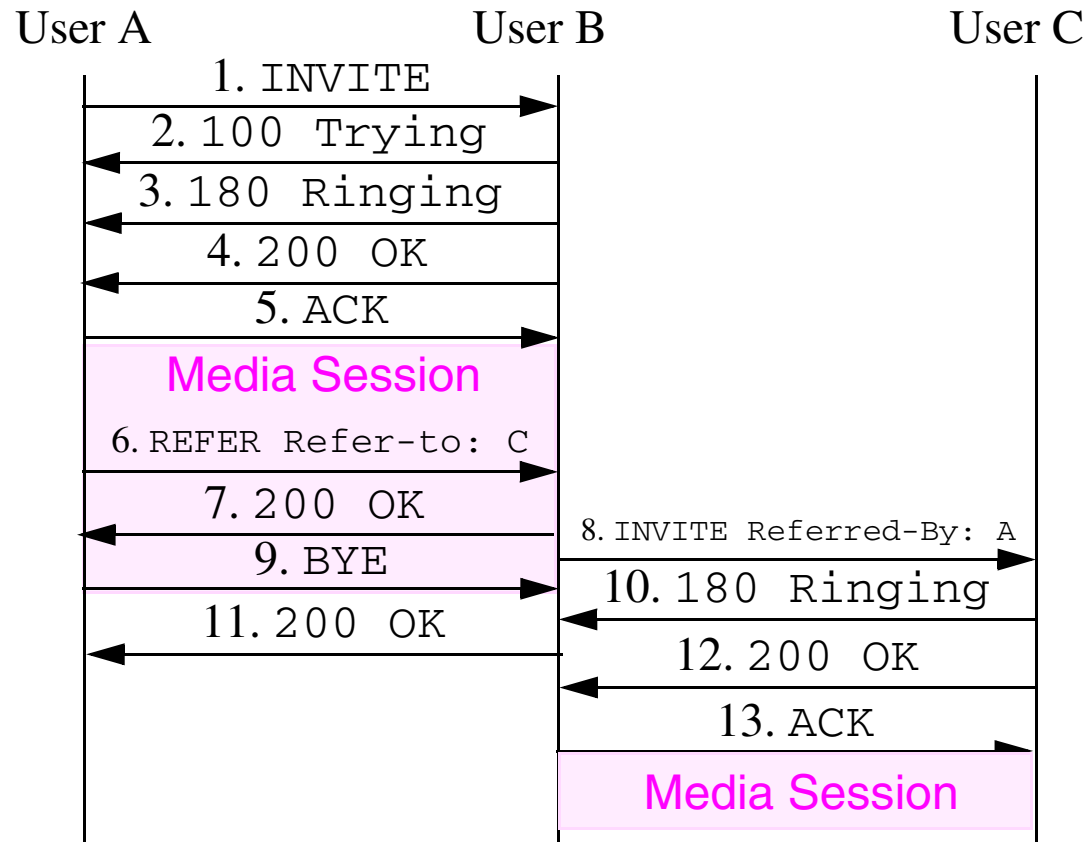 User A User B User C
1. INVITE
2. 100 Trying
3. 180 Ringing
4. 200 OK
5. ACK
Media Session
6. REFER Refer-to: C
7. 200 OK
8. INVITE Referred-By: A
9. BYE
10. 180 Ringing
11. 200 OK
12. 200 OK
13. ACK
Media Session